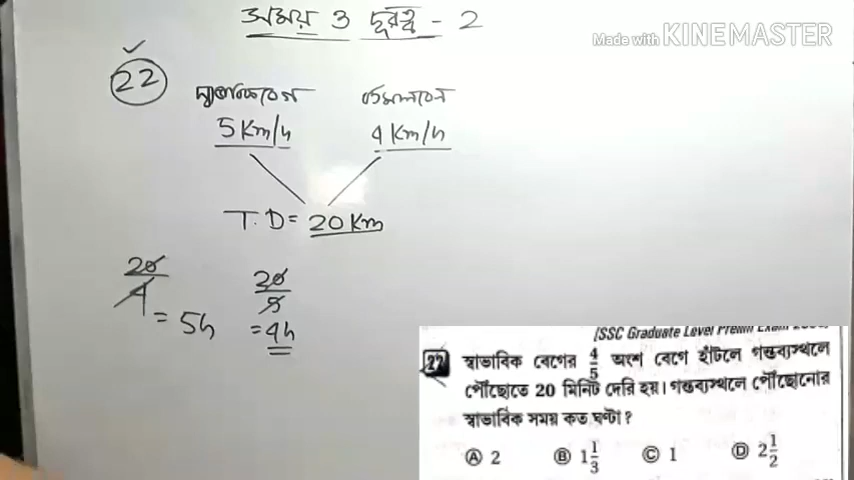 সময় ও দূরত্ব - 2
Made with KINEMASTER
22
স্বাভাবিকবেগ বর্তমানবেগ
5 Km/h 4 Km/h
T.D = 20 Km
20/4 = 5h
20/5 = 4h
[SSC Graduate Level Prelim Exam
22 স্বাভাবিক বেগের 4/5 অংশ বেগে হাঁটলে গন্তব্যস্থলে
পৌঁছোতে 20 মিনিট দেরি হয়। গন্তব্যস্থলে পৌঁছোনোর
স্বাভাবিক সময় কত ঘণ্টা?
Ⓐ 2 Ⓑ 1 1/3 Ⓒ 1 Ⓓ 2 1/2